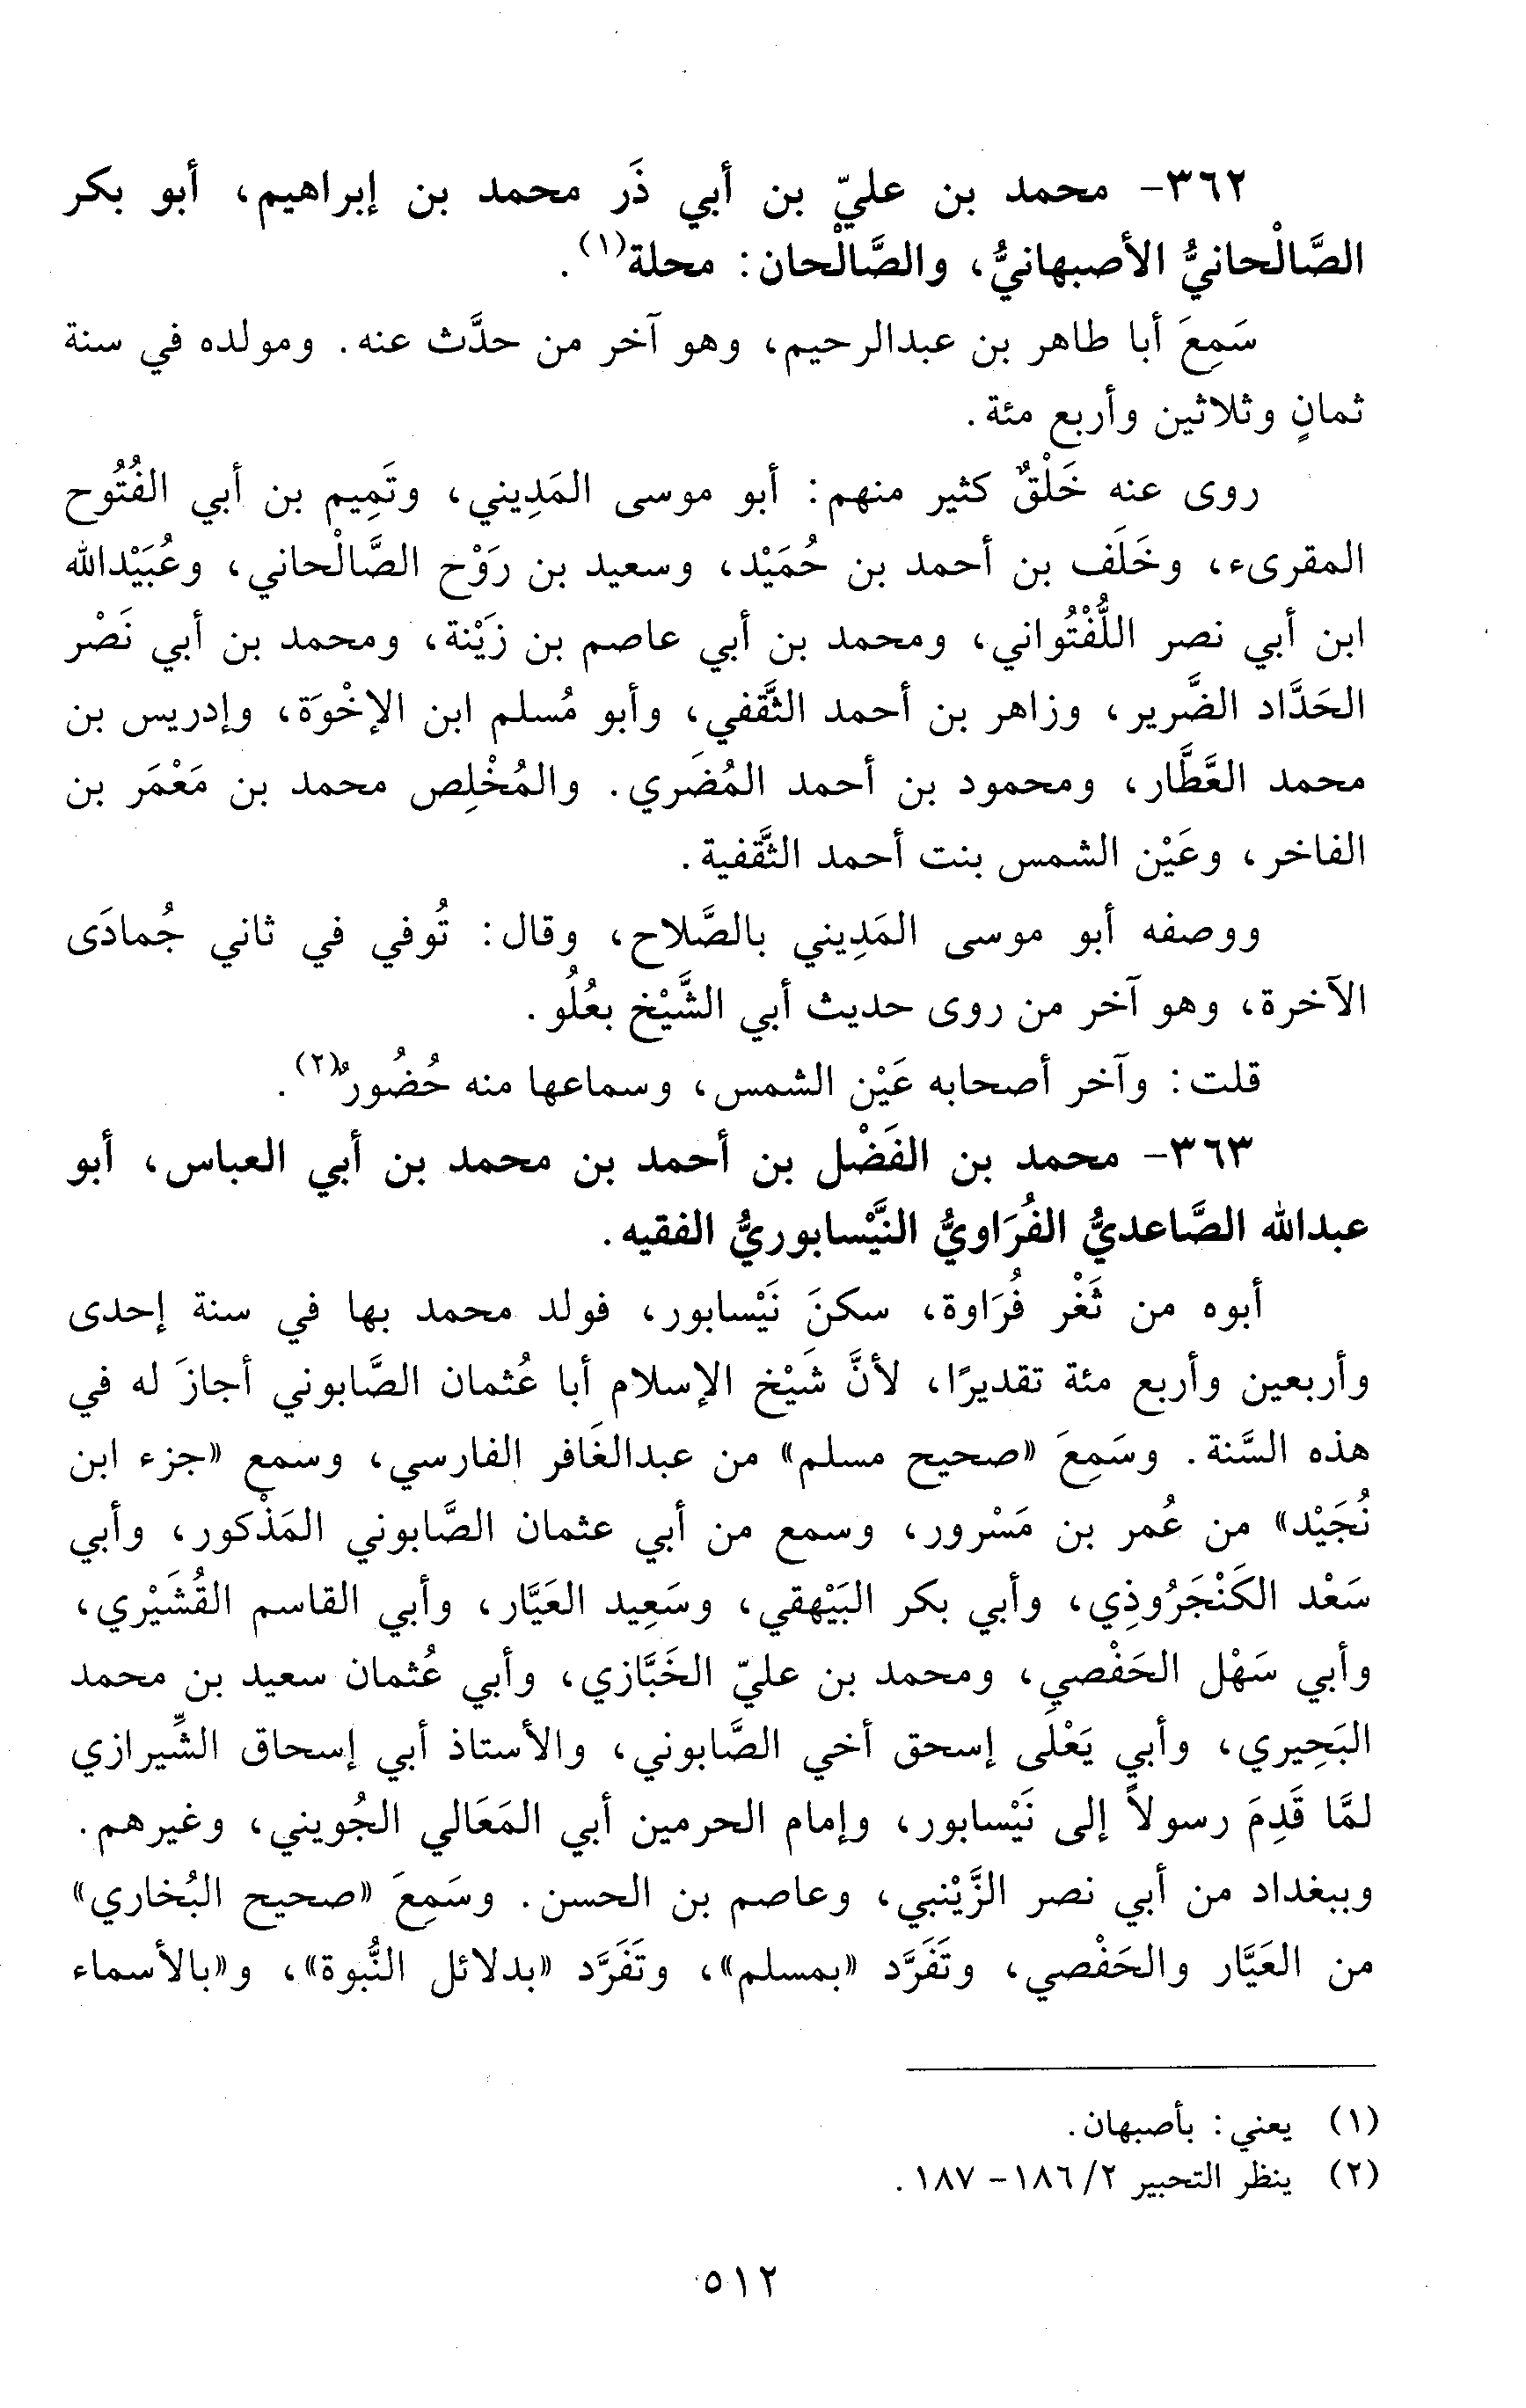 ٣٦٢- محمد بن عليّ بن أبي ذَر محمد بن إبراهيم، أبو بكر
الصَّالْحانيُّ الأصبهانيُّ، والصَّالْحان: محلة(١).
سَمِعَ أبا طاهر بن عبدالرحيم، وهو آخر من حدَّث عنه. ومولده في سنة
ثمانٍ وثلاثين وأربع مئة.
روى عنه خَلْقٌ كثير منهم: أبو موسى المَدِيني، وتَمِيم بن أبي الفُتُوح
المقرىء، وخَلَف بن أحمد بن حُمَيْد، وسعيد بن رَوْح الصَّالْحاني، وعُبَيْدالله
ابن أبي نصر اللُّفْتُواني، ومحمد بن أبي عاصم بن زَيْنة، ومحمد بن أبي نَصْر
الحَدَّاد الضَّرير، وزاهر بن أحمد الثَّقفي، وأبو مُسلم ابن الإخْوَة، وإدريس بن
محمد العَطَّار، ومحمود بن أحمد المُضَري. والمُخْلِص محمد بن مَعْمَر بن
الفاخر، وعَيْن الشمس بنت أحمد الثَّقفية.
ووصفه أبو موسى المَدِيني بالصَّلاح، وقال: تُوفي في ثاني جُمادَى
الآخرة، وهو آخر من روى حديث أبي الشَّيْخ بعُلُو.
قلت: وآخر أصحابه عَيْن الشمس، وسماعها منه حُضُورٌ(٢).
٣٦٣- محمد بن الفَضْل بن أحمد بن محمد بن أبي العباس، أبو
عبدالله الصَّاعديُّ الفُرَاويُّ النَّيْسابوريُّ الفقيه.
أبوه من ثَغْر فُرَاوة، سكنَ نَيْسابور، فولد محمد بها في سنة إحدى
وأربعين وأربع مئة تقديرًا، لأنَّ شَيْخ الإسلام أبا عُثمان الصَّابوني أجازَ له في
هذه السَّنة. وسَمِعَ «صحيح مسلم» من عبدالغَافر الفارسي، وسمع «جزء ابن
نُجَيْد» من عُمر بن مَسْرور، وسمع من أبي عثمان الصَّابوني المَذْكور، وأبي
سَعْد الكَنْجَرُوذِي، وأبي بكر البَيْهقي، وسَعِيد العَيَّار، وأبي القاسم القُشَيْري،
وأبي سَهْل الحَفْصي، ومحمد بن عليّ الخَبَّازي، وأبي عُثمان سعيد بن محمد
البَحِيري، وأبي يَعْلَى إسحق أخي الصَّابوني، والأستاذ أبي إسحاق الشِّيرازي
لمَّا قَدِمَ رسولاً إلى نَيْسابور، وإمام الحرمين أبي المَعَالي الجُويني، وغيرهم.
وببغداد من أبي نصر الزَّيْنبي، وعاصم بن الحسن. وسَمِعَ «صحيح البُخاري»
من العَيَّار والحَفْصي، وتَفَرَّد «بمسلم»، وتَفَرَّد «بدلائل النُّبوة»، و«بالأسماء
(١) يعني: بأصبهان.
(٢) ينظر التحبير ٢/ ١٨٦- ١٨٧.
٥١٢